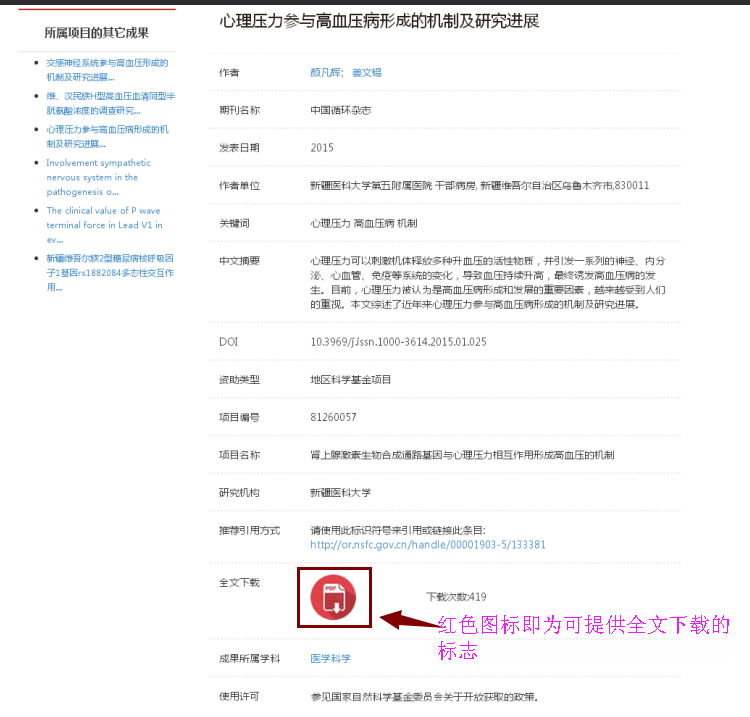 所属项目的其它成果
交感神经系统参与高血压形成的
机制及研究进展...
维、汉民族H型高血压血清同型半
胱氨酸浓度的调查研究...
心理压力参与高血压病形成的机
制及研究进展...
Involvement sympathetic
nervous system in the
pathogenesis o...
The clinical value of P wave
terminal force in Lead V1 in
ev...
新疆维吾尔族2型糖尿病核呼吸因
子1基因rs1882084多态性交互作
用...
心理压力参与高血压病形成的机制及研究进展
作者 颜凡辉; 姜文锡
期刊名称 中国循环杂志
发表日期 2015
作者单位 新疆医科大学第五附属医院 干部病房, 新疆维吾尔自治区乌鲁木齐市,830011
关键词 心理压力 高血压病 机制
中文摘要 心理压力可以刺激机体释放多种升血压的活性物质，并引发一系列的神经、内分
泌、心血管、免疫等系统的变化，导致血压持续升高，最终诱发高血压病的发
生。目前，心理压力被认为是高血压病形成和发展的重要因素，越来越受到人们
的重视。本文综述了近年来心理压力参与高血压病形成的机制及研究进展。
DOI 10.3969/j.issn.1000-3614.2015.01.025
资助类型 地区科学基金项目
项目编号 81260057
项目名称 肾上腺激素生物合成通路基因与心理压力相互作用形成高血压的机制
研究机构 新疆医科大学
推荐引用方式 请使用此标识符号来引用或链接此条目:
http://or.nsfc.gov.cn/handle/00001903-5/133381
全文下载 PDF 下载次数:419
红色图标即为可提供全文下载的
标志
成果所属学科 医学科学
使用许可 参见国家自然科学基金委员会关于开放获取的政策。